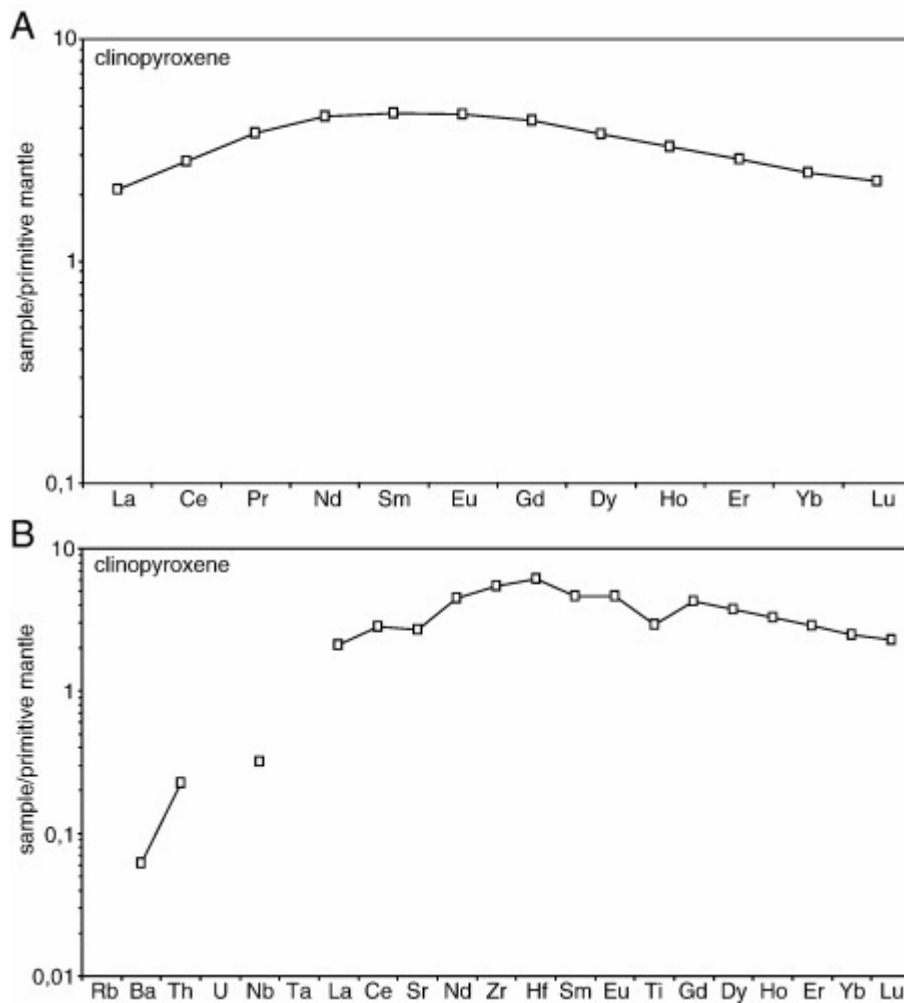 A
10
clinopyroxene
1
0,1
sample/primitive mantle
La Ce Pr Nd Sm Eu Gd Dy Ho Er Yb Lu
B
10
clinopyroxene
1
0,1
0,01
sample/primitive mantle
Rb Ba Th U Nb Ta La Ce Sr Nd Zr Hf Sm Eu Ti Gd Dy Ho Er Yb Lu